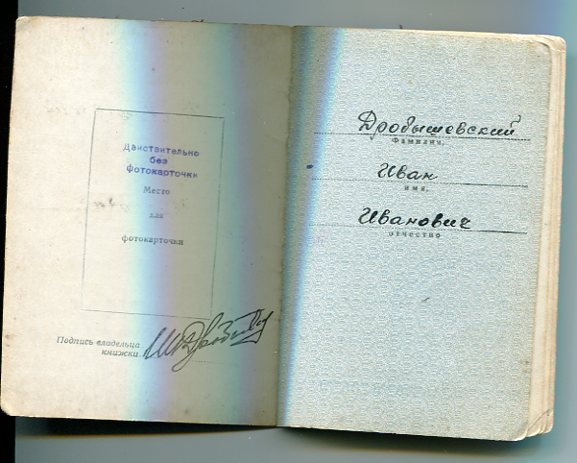 Действительно
без
фотокарточки
Место
для
фотокарточки
Подпись владельца
книжки
Дробышевский
Фамилия,
Иван
имя,
Иванович
отчество